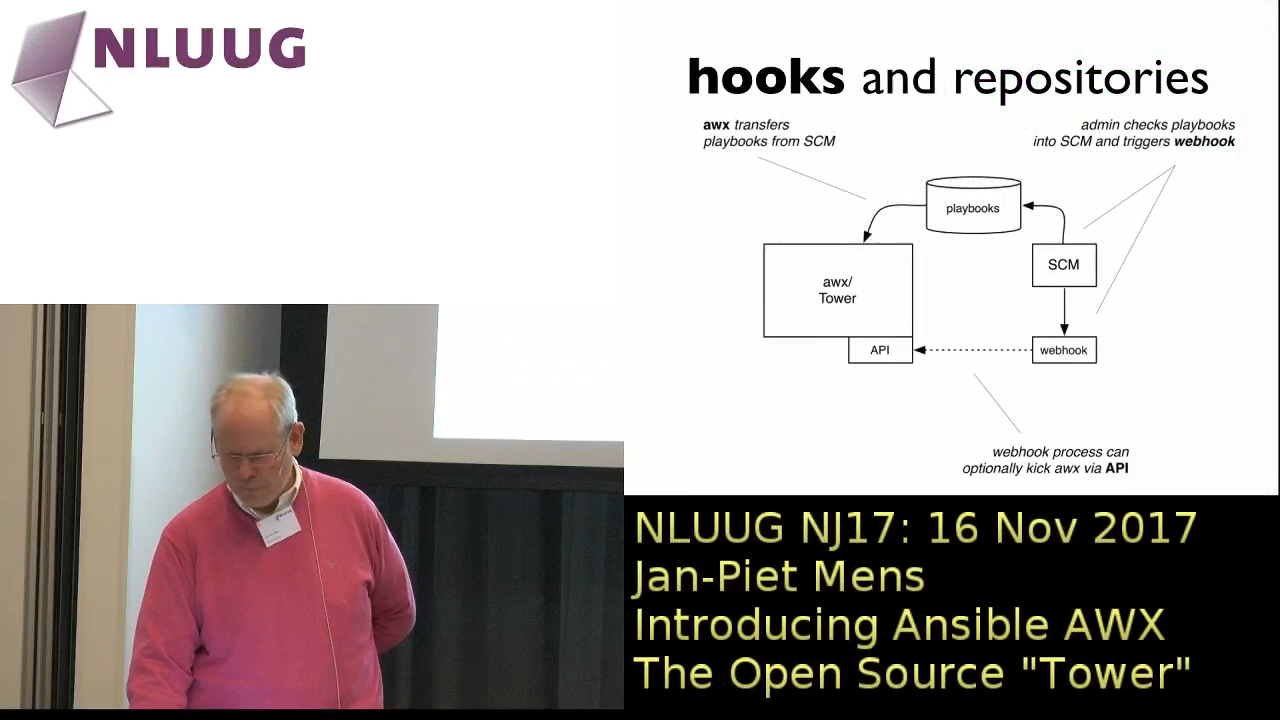 NLUUG
hooks and repositories
awx transfers
playbooks from SCM
admin checks playbooks
into SCM and triggers webhook
playbooks
awx/
Tower
SCM
API
webhook
webhook process can
optionally kick awx via API
NLUUG NJ17: 16 Nov 2017
Jan-Piet Mens
Introducing Ansible AWX
The Open Source "Tower"